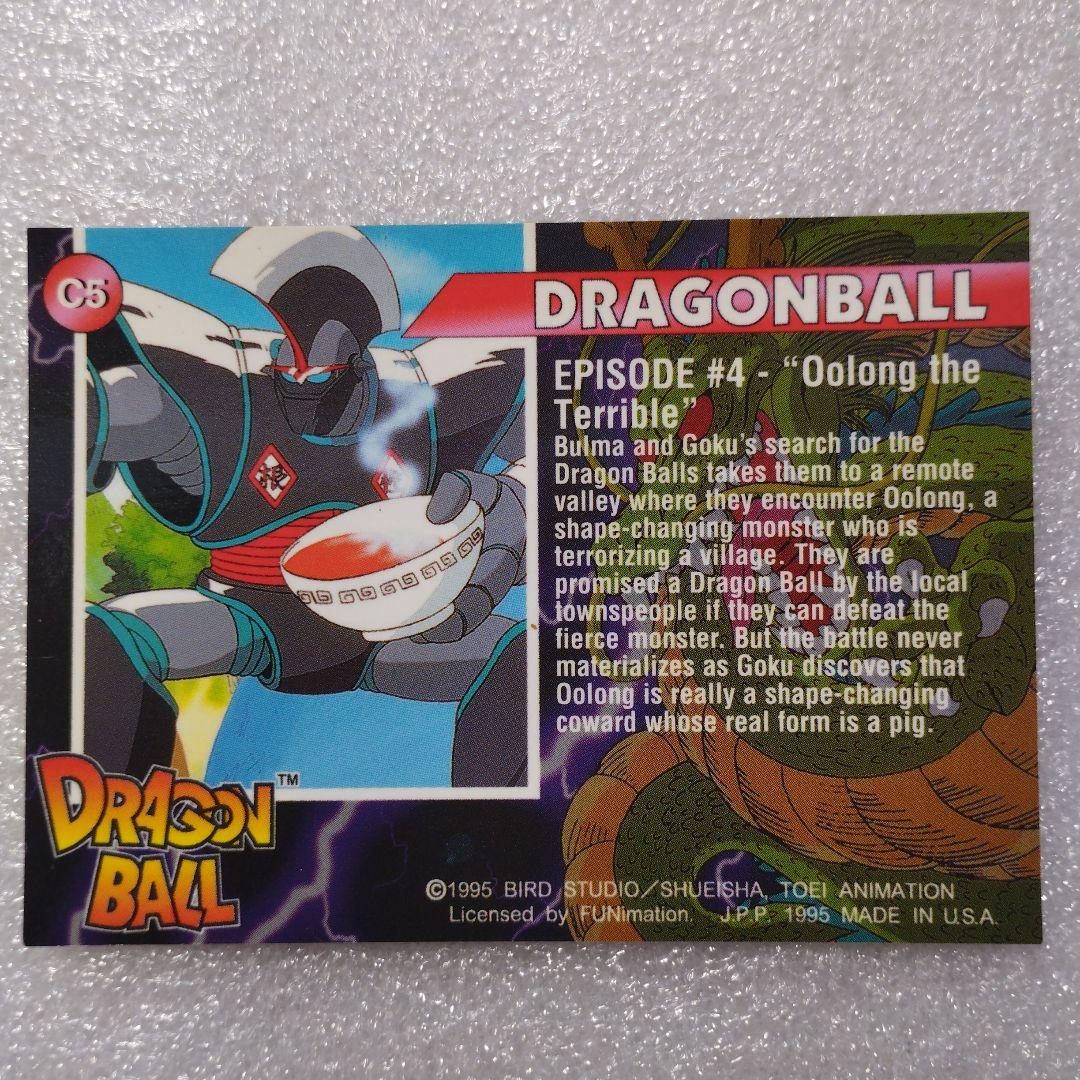 C5
DRAGONBALL
EPISODE #4 - “Oolong the
Terrible”
Bulma and Goku's search for the
Dragon Balls takes them to a remote
valley where they encounter Oolong, a
shape-changing monster who is
terrorizing a village. They are
promised a Dragon Ball by the local
townspeople if they can defeat the
fierce monster. But the battle never
materializes as Goku discovers that
Oolong is really a shape-changing
coward whose real form is a pig.
DRAGON
BALL™
©1995 BIRD STUDIO/SHUEISHA, TOEI ANIMATION
Licensed by FUNimation. J.P.P. 1995 MADE IN U.S.A.